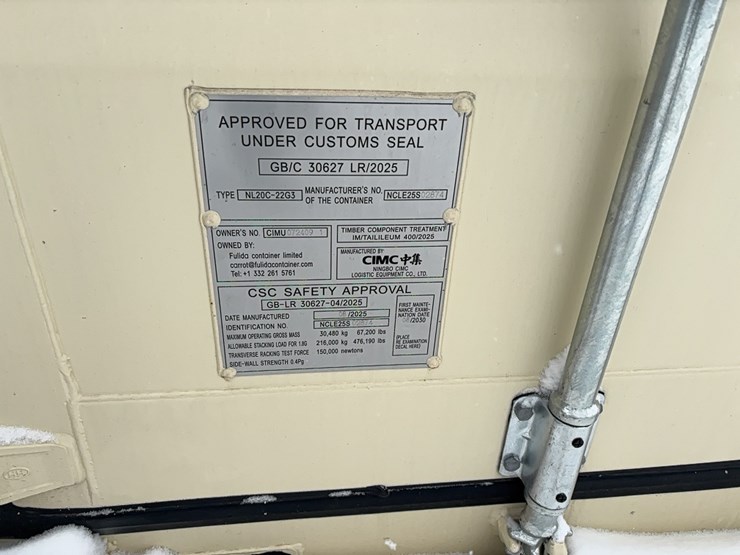 APPROVED FOR TRANSPORT
UNDER CUSTOMS SEAL
GB/C 30627 LR/2025
TYPE NL20C-22G3 MANUFACTURER'S NO. OF THE CONTAINER NCLE25S02674
OWNER'S NO. CIMU
OWNED BY:
Fulida container limited
carrot@fulidacontainer.com
Tel: +1 332 261 5761
TIMBER COMPONENT TREATMENT
IM/TAILILEUM 400/2025
MANUFACTURED BY
CIMC中集
NINGBO CIMC
LOGISTIC EQUIPMENT CO., LTD.
CSC SAFETY APPROVAL
GB-LR 30627-04/2025
DATE MANUFACTURED /2025
IDENTIFICATION NO. NCLE25S
MAXIMUM OPERATING GROSS MASS 30,480 kg 67,200 lbs
ALLOWABLE STACKING LOAD FOR 1.8G 216,000 kg 476,190 lbs
TRANSVERSE RACKING TEST FORCE 150,000 newtons
SIDE-WALL STRENGTH 0.4Pg
FIRST MAINTE-
NANCE EXAMI-
NATION DATE
/2030
(PLACE
RE EXAMINATION
DECAL HERE)